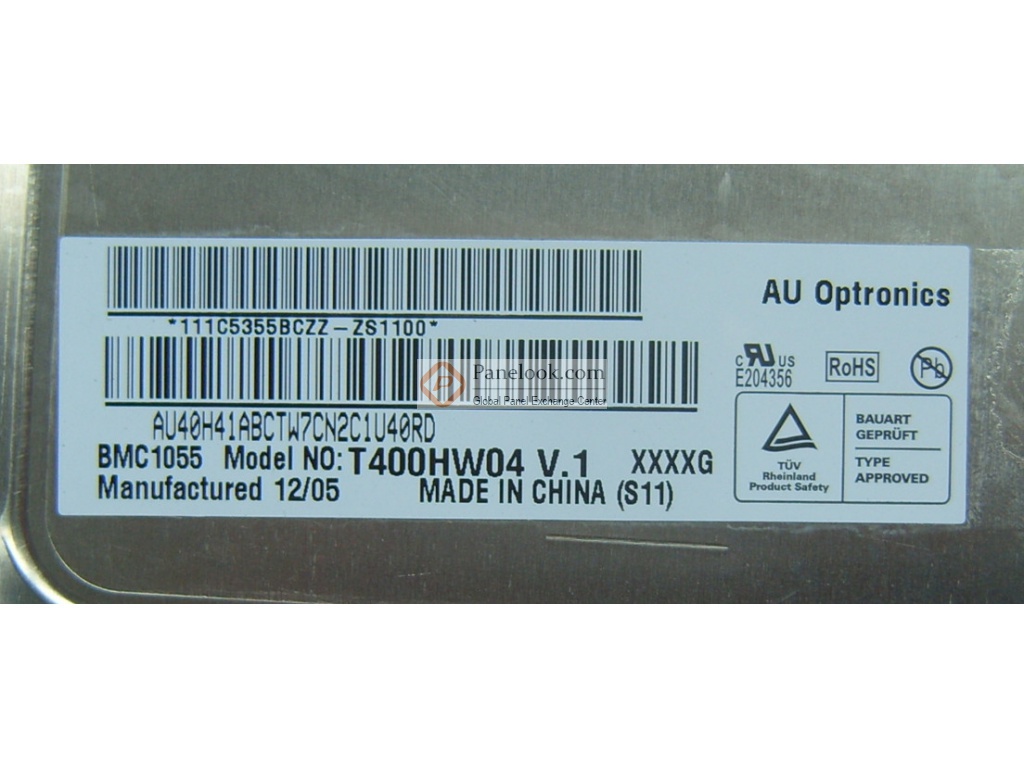 *111C5355BCZZ-ZS1100*
AU Optronics
Panelook.com
Global Panel Exchange Center
c RU US
E204356
RoHS
Pb
AU40H41ABCTW7CN2C1U40RD
BMC1055 Model NO: T400HW04 V.1 XXXXG
Manufactured 12/05 MADE IN CHINA (S11)
TÜV
Rheinland
Product Safety
BAUART
GEPRÜFT
TYPE
APPROVED